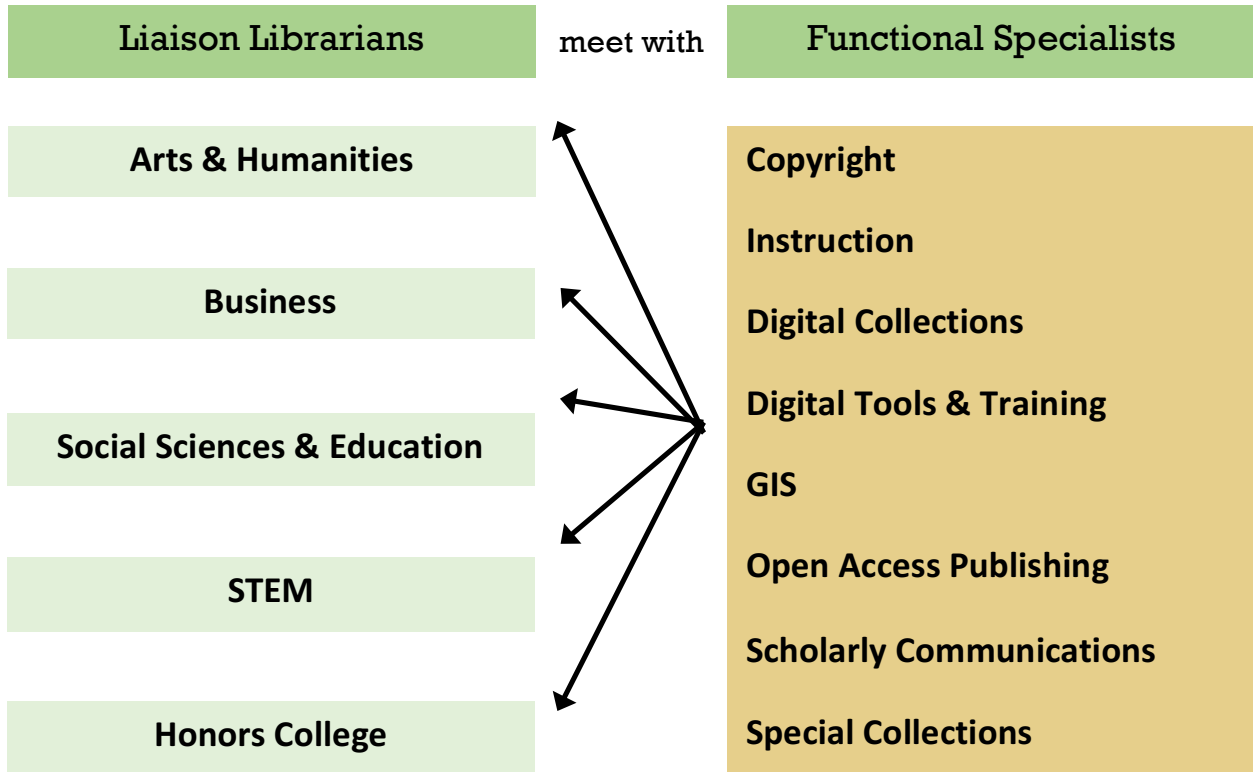 Liaison Librarians meet with Functional Specialists
Arts & Humanities
Business
Social Sciences & Education
STEM
Honors College
Copyright
Instruction
Digital Collections
Digital Tools & Training
GIS
Open Access Publishing
Scholarly Communications
Special Collections